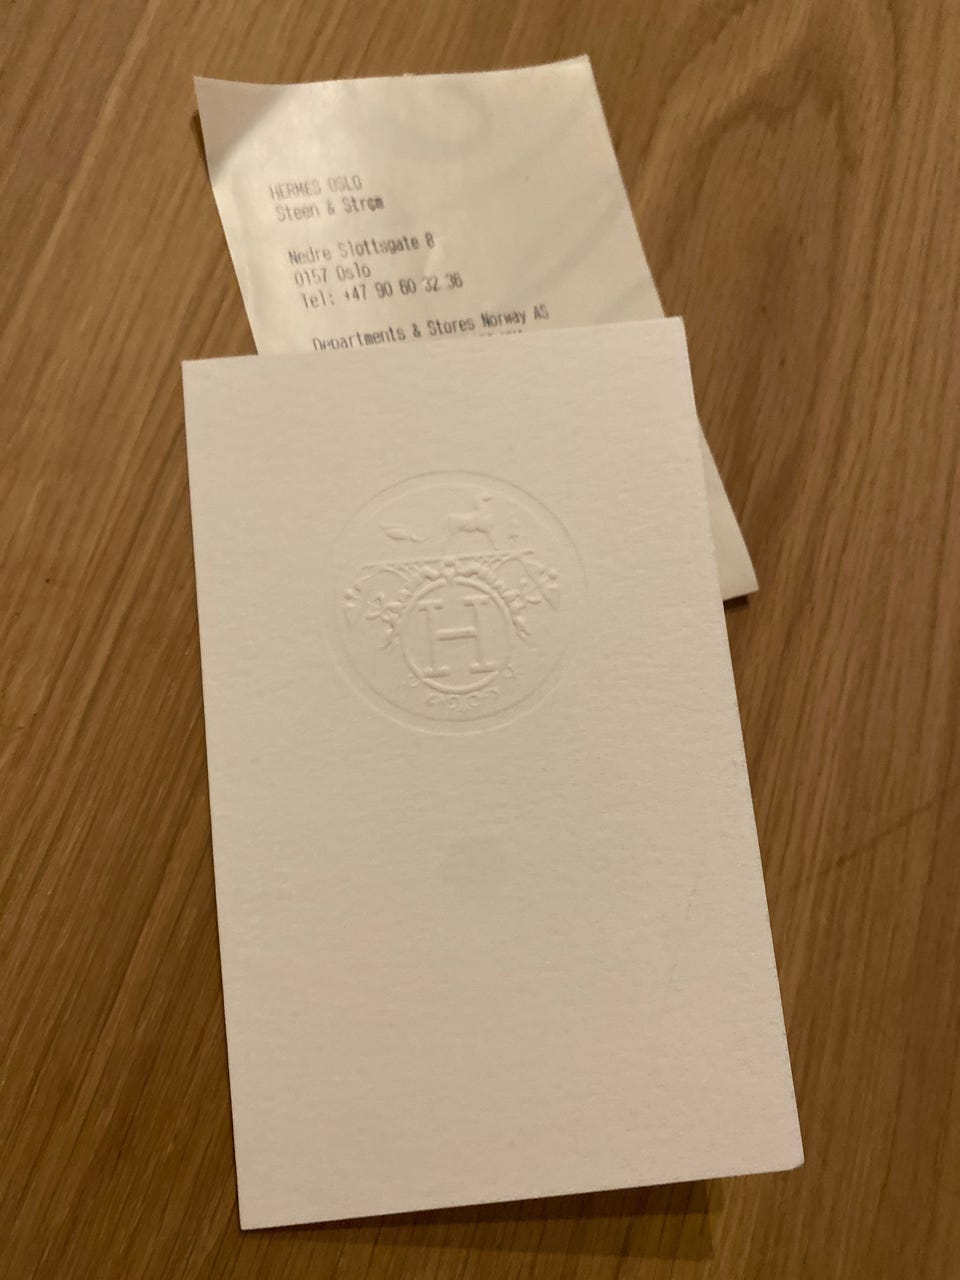 HERMES OSLO
Steen & Strøm
Nedre Slottsgate 8
0157 Oslo
Tel: +47 90 60 32 36
Departments & Stores Norway AS
H